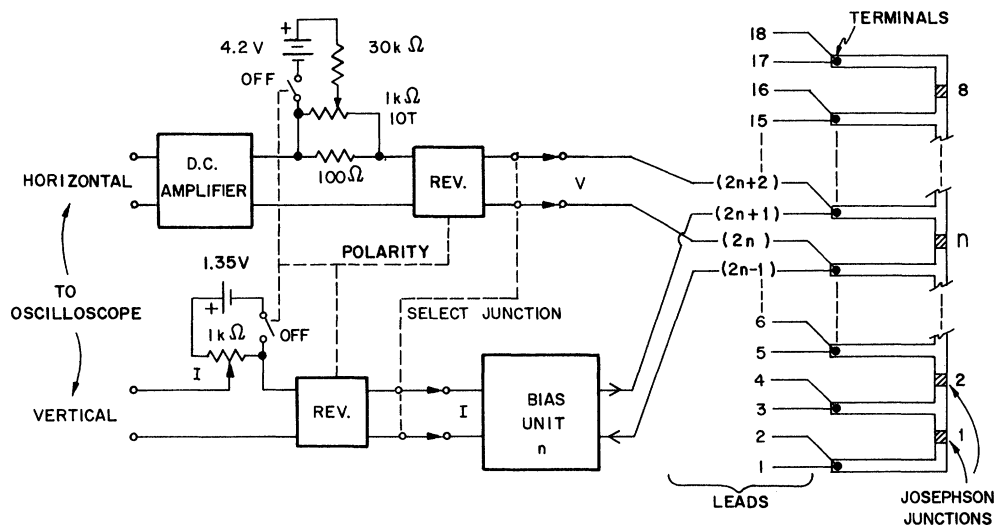 +
4.2 V
30k Ω
OFF
1kΩ
10T
HORIZONTAL
D.C.
AMPLIFIER
100Ω
REV.
V
POLARITY
TO
OSCILLOSCOPE
1.35V
+
1kΩ
OFF
I
SELECT JUNCTION
VERTICAL
REV.
I
BIAS
UNIT
n
TERMINALS
18
17
16
15
8
(2n+2)
(2n+1)
(2n )
(2n-1)
n
6
5
4
3
2
1
2
1
LEADS
JOSEPHSON
JUNCTIONS